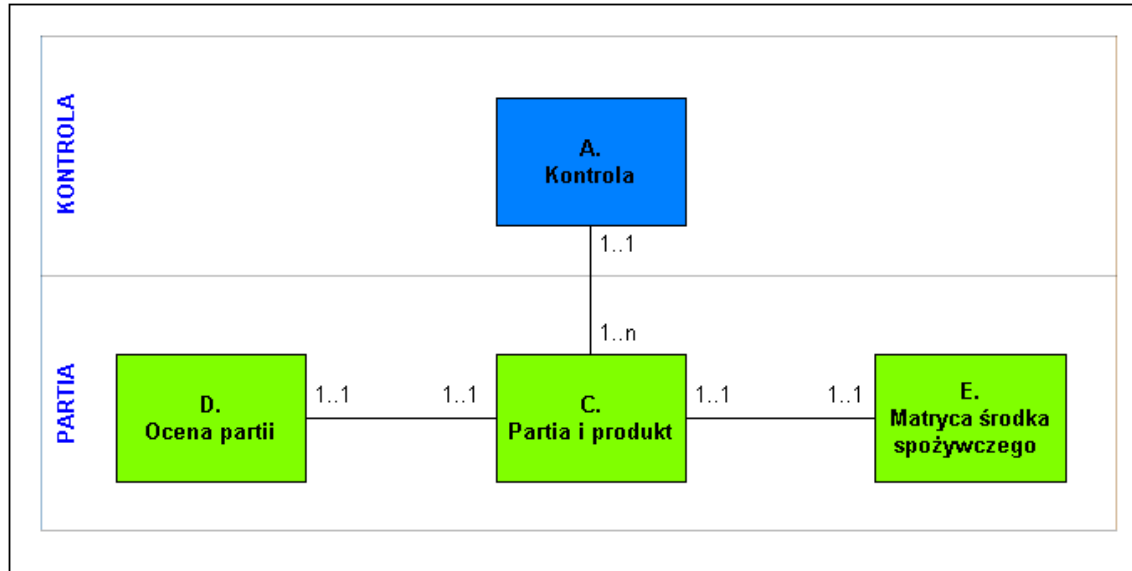 KONTROLA
A.
Kontrola
1..1
1..n
PARTIA
D.
Ocena partii
1..1
1..1
C.
Partia i produkt
1..1
1..1
E.
Matryca środka
spożywczego